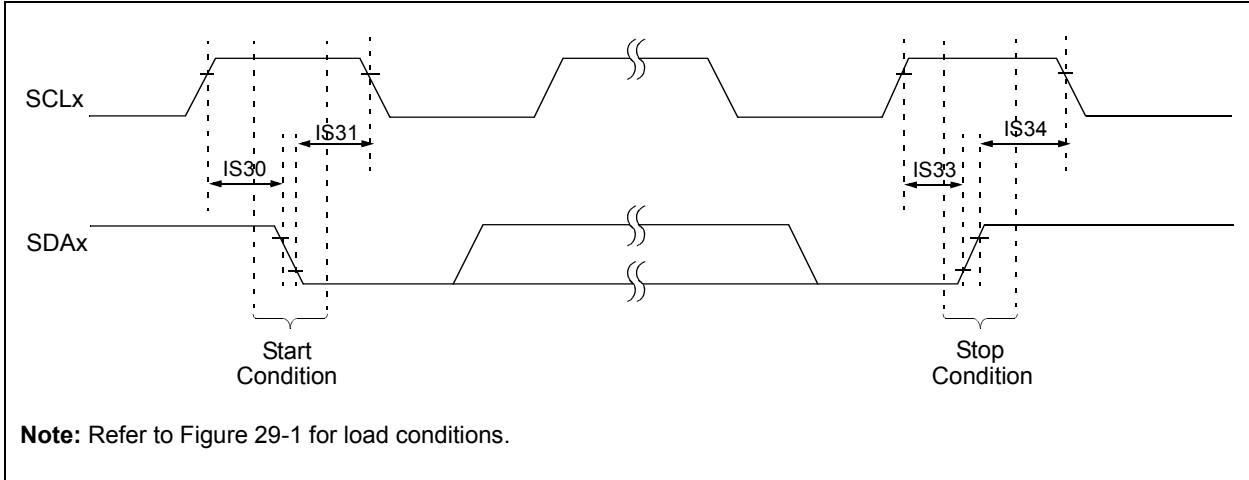 SCLx
IS31
IS34
IS30
IS33
SDAx
Start
Condition
Stop
Condition
Note: Refer to Figure 29-1 for load conditions.